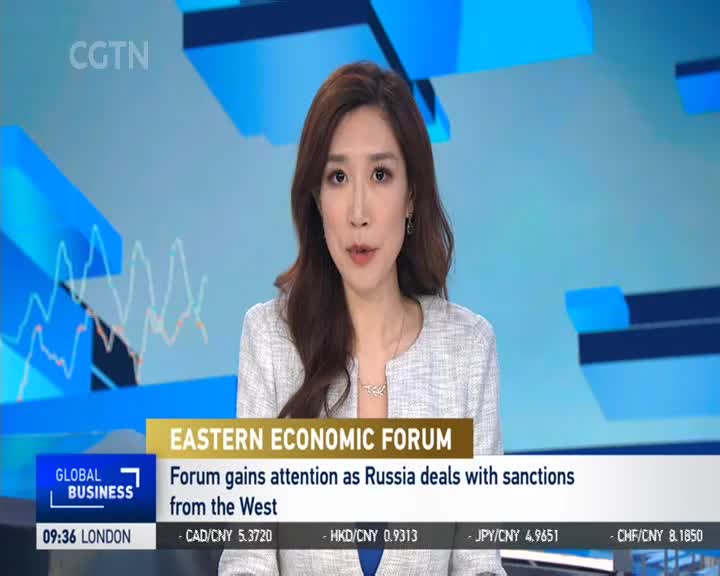 CGTN
EASTERN ECONOMIC FORUM
Forum gains attention as Russia deals with sanctions
from the West
GLOBAL
BUSINESS
09:36 LONDON
- CAD/CNY 5.3720 - HKD/CNY 0.9313 - JPY/CNY 4.9651 - CHF/CNY 8.1850